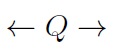 ← Q →